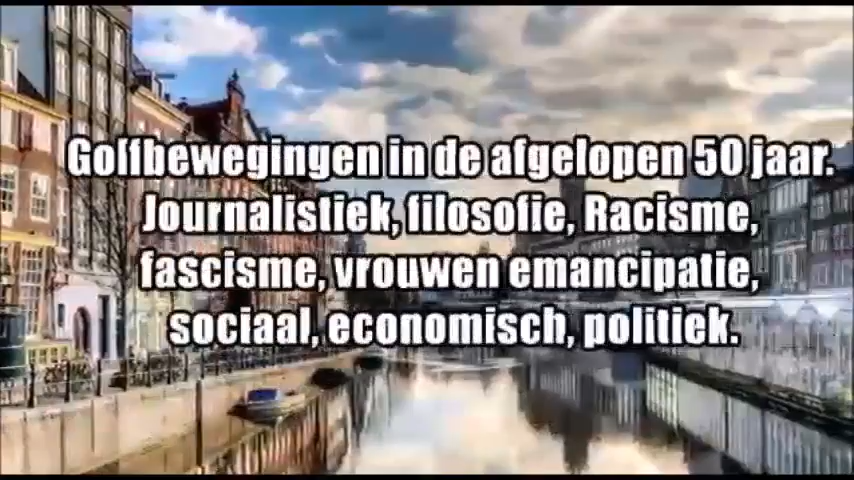 Golfbewegingen in de afgelopen 50 jaar.
Journalistiek, filosofie, Racisme,
fascisme, vrouwen emancipatie,
sociaal, economisch, politiek.